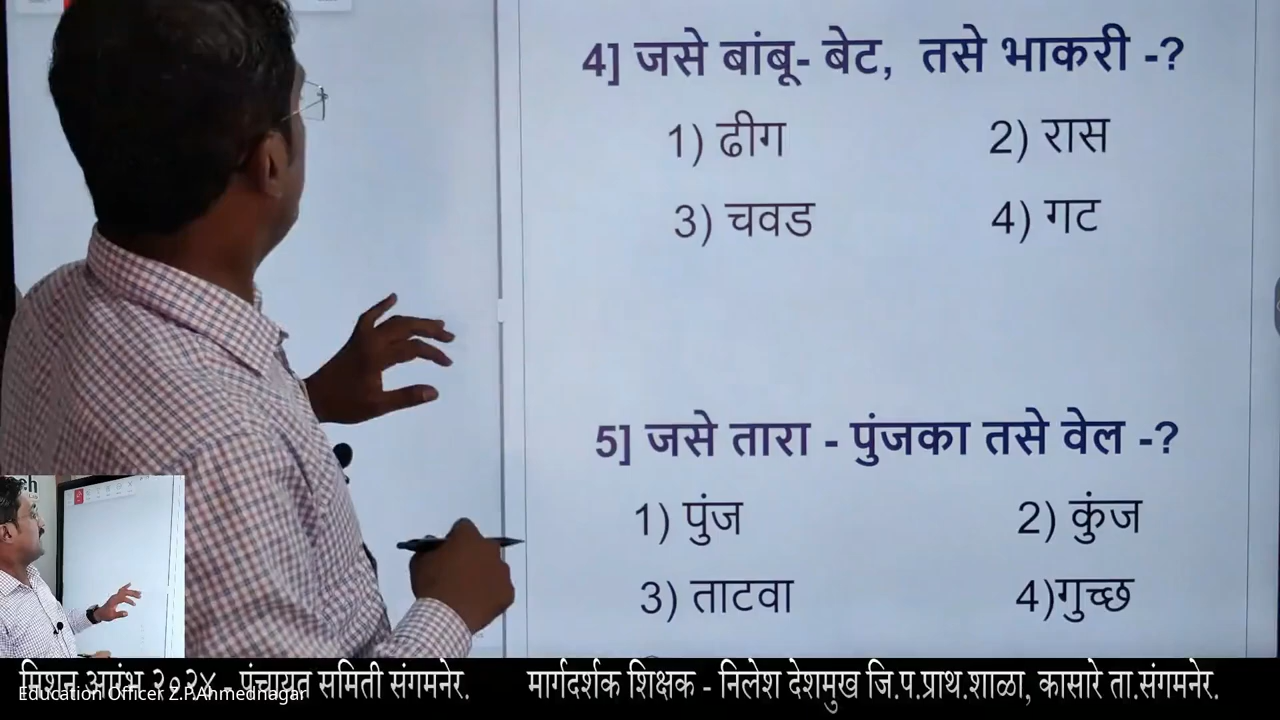 4] जसे बांबू- बेट, तसे भाकरी -?
1) ढीग
2) रास
3) चवड
4) गट
5] जसे तारा - पुंजका तसे वेल -?
1) पुंज
2) कुंज
3) ताटवा
4)गुच्छ
मिशन आरंभ २०२४ - पंचायत समिती संगमनेर. मार्गदर्शक शिक्षक - निलेश देशमुख जि.प.प्राथ.शाळा, कासारे ता.संगमनेर.
Education Officer Z.P.Ahmednagar